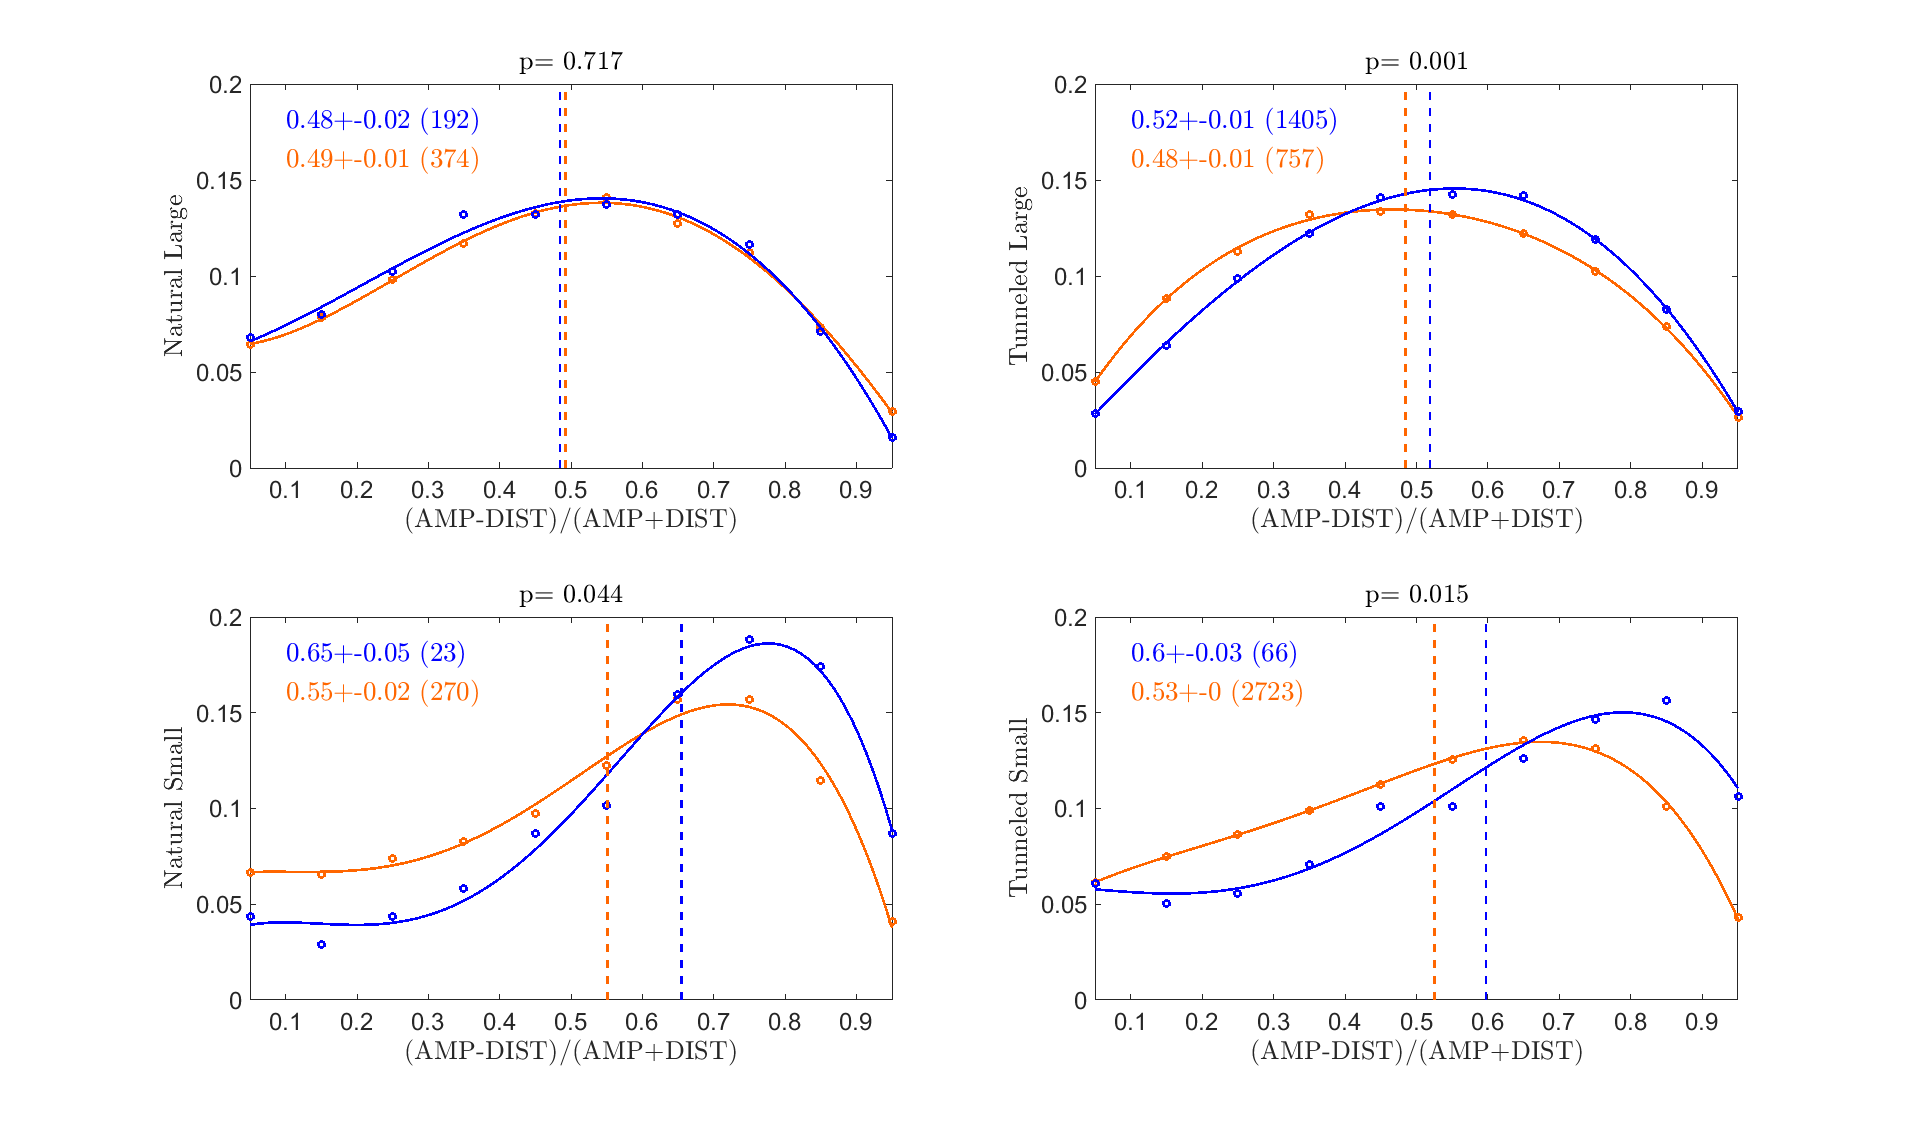 p= 0.717
0.2
0.15
0.1
0.05
0
Natural Large
0.48+-0.02 (192)
0.49+-0.01 (374)
0.1 0.2 0.3 0.4 0.5 0.6 0.7 0.8 0.9
(AMP-DIST)/(AMP+DIST)
p= 0.001
0.2
0.15
0.1
0.05
0
Tunneled Large
0.52+-0.01 (1405)
0.48+-0.01 (757)
0.1 0.2 0.3 0.4 0.5 0.6 0.7 0.8 0.9
(AMP-DIST)/(AMP+DIST)
p= 0.044
0.2
0.15
0.1
0.05
0
Natural Small
0.65+-0.05 (23)
0.55+-0.02 (270)
0.1 0.2 0.3 0.4 0.5 0.6 0.7 0.8 0.9
(AMP-DIST)/(AMP+DIST)
p= 0.015
0.2
0.15
0.1
0.05
0
Tunneled Small
0.6+-0.03 (66)
0.53+-0 (2723)
0.1 0.2 0.3 0.4 0.5 0.6 0.7 0.8 0.9
(AMP-DIST)/(AMP+DIST)